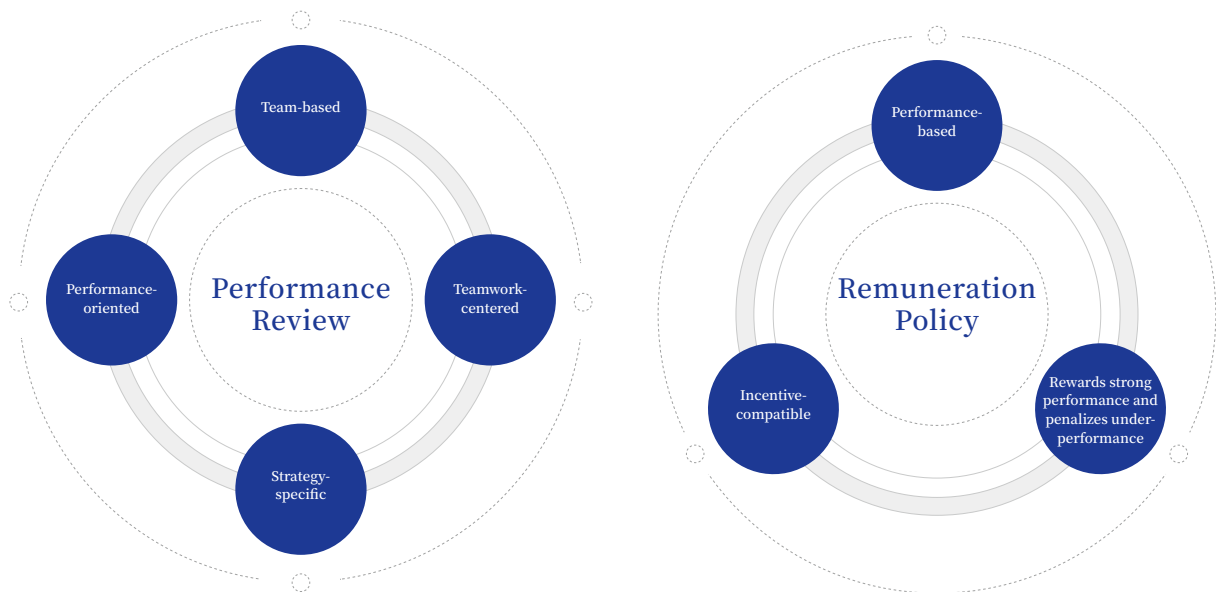 Team-based
Performance-
oriented
Performance
Review
Teamwork-
centered
Strategy-
specific
Performance-
based
Remuneration
Policy
Incentive-
compatible
Rewards strong
performance and
penalizes under-
performance